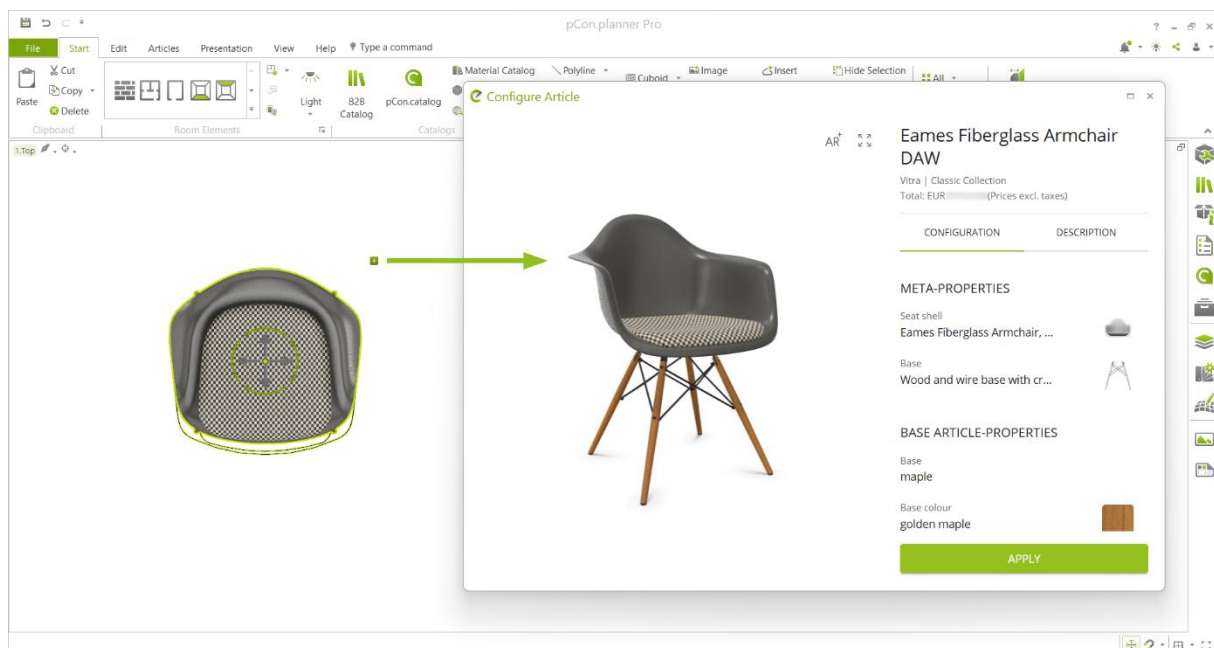 pCon.planner Pro
File Start Edit Articles Presentation View Help Type a command
Cut
Copy
Delete
Paste
Clipboard
Room Elements
Light
B2B
Catalog
pCon.catalog
Catalogs
Material Catalog
Polyline
Cuboid
Image
Insert
Hide Selection
All
1.Top
Configure Article
AR+
Eames Fiberglass Armchair
DAW
Vitra | Classic Collection
Total: EUR (Prices excl. taxes)
CONFIGURATION DESCRIPTION
META-PROPERTIES
Seat shell
Eames Fiberglass Armchair, ...
Base
Wood and wire base with cr...
BASE ARTICLE-PROPERTIES
Base
maple
Base colour
golden maple
APPLY